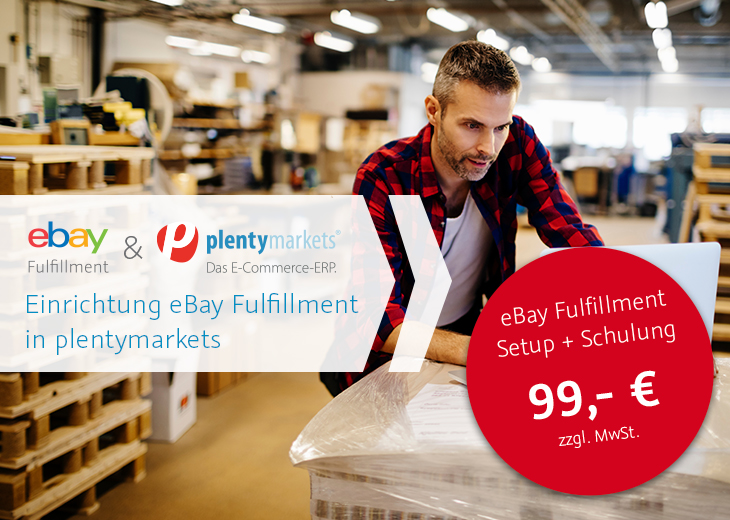 ebay
Fulfillment
&
plentymarkets®
Das E-Commerce-ERP.
Einrichtung eBay Fulfillment
in plentymarkets
eBay Fulfillment
Setup + Schulung
99,- €
zzgl. MwSt.